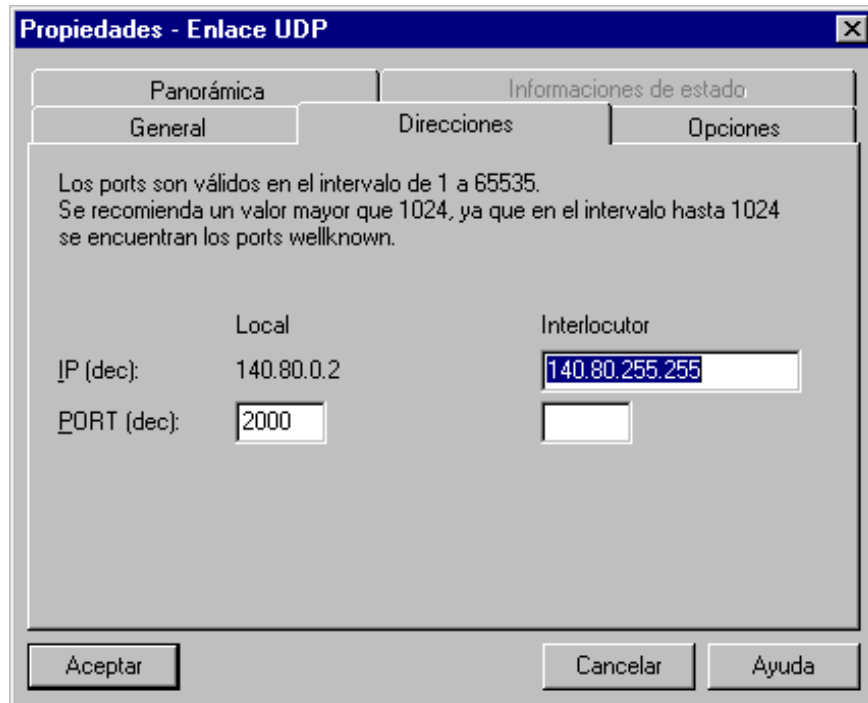 Propiedades - Enlace UDP
Panorámica
Informaciones de estado
General
Direcciones
Opciones
Los ports son válidos en el intervalo de 1 a 65535.
Se recomienda un valor mayor que 1024, ya que en el intervalo hasta 1024
se encuentran los ports wellknown.
Local
Interlocutor
IP (dec):
140.80.0.2
140.80.255.255
PORT (dec):
2000
Aceptar
Cancelar
Ayuda